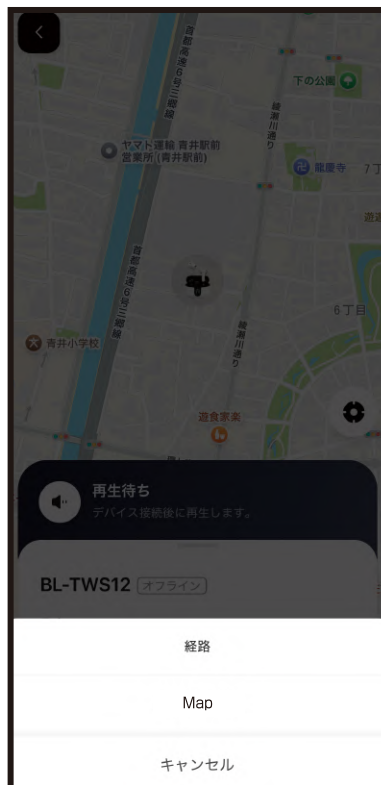 首都高速6号三郷線
下の公園
綾瀬川通り
ヤマト運輸 青井駅前
営業所 (青井駅前)
龍慶寺
7丁
遊
首都高速6号三郷線
6丁目
綾瀬川通り
青井小学校
遊食家楽
再生待ち
デバイス接続後に再生します。
BL-TWS12 オフライン
経路
Map
キャンセル